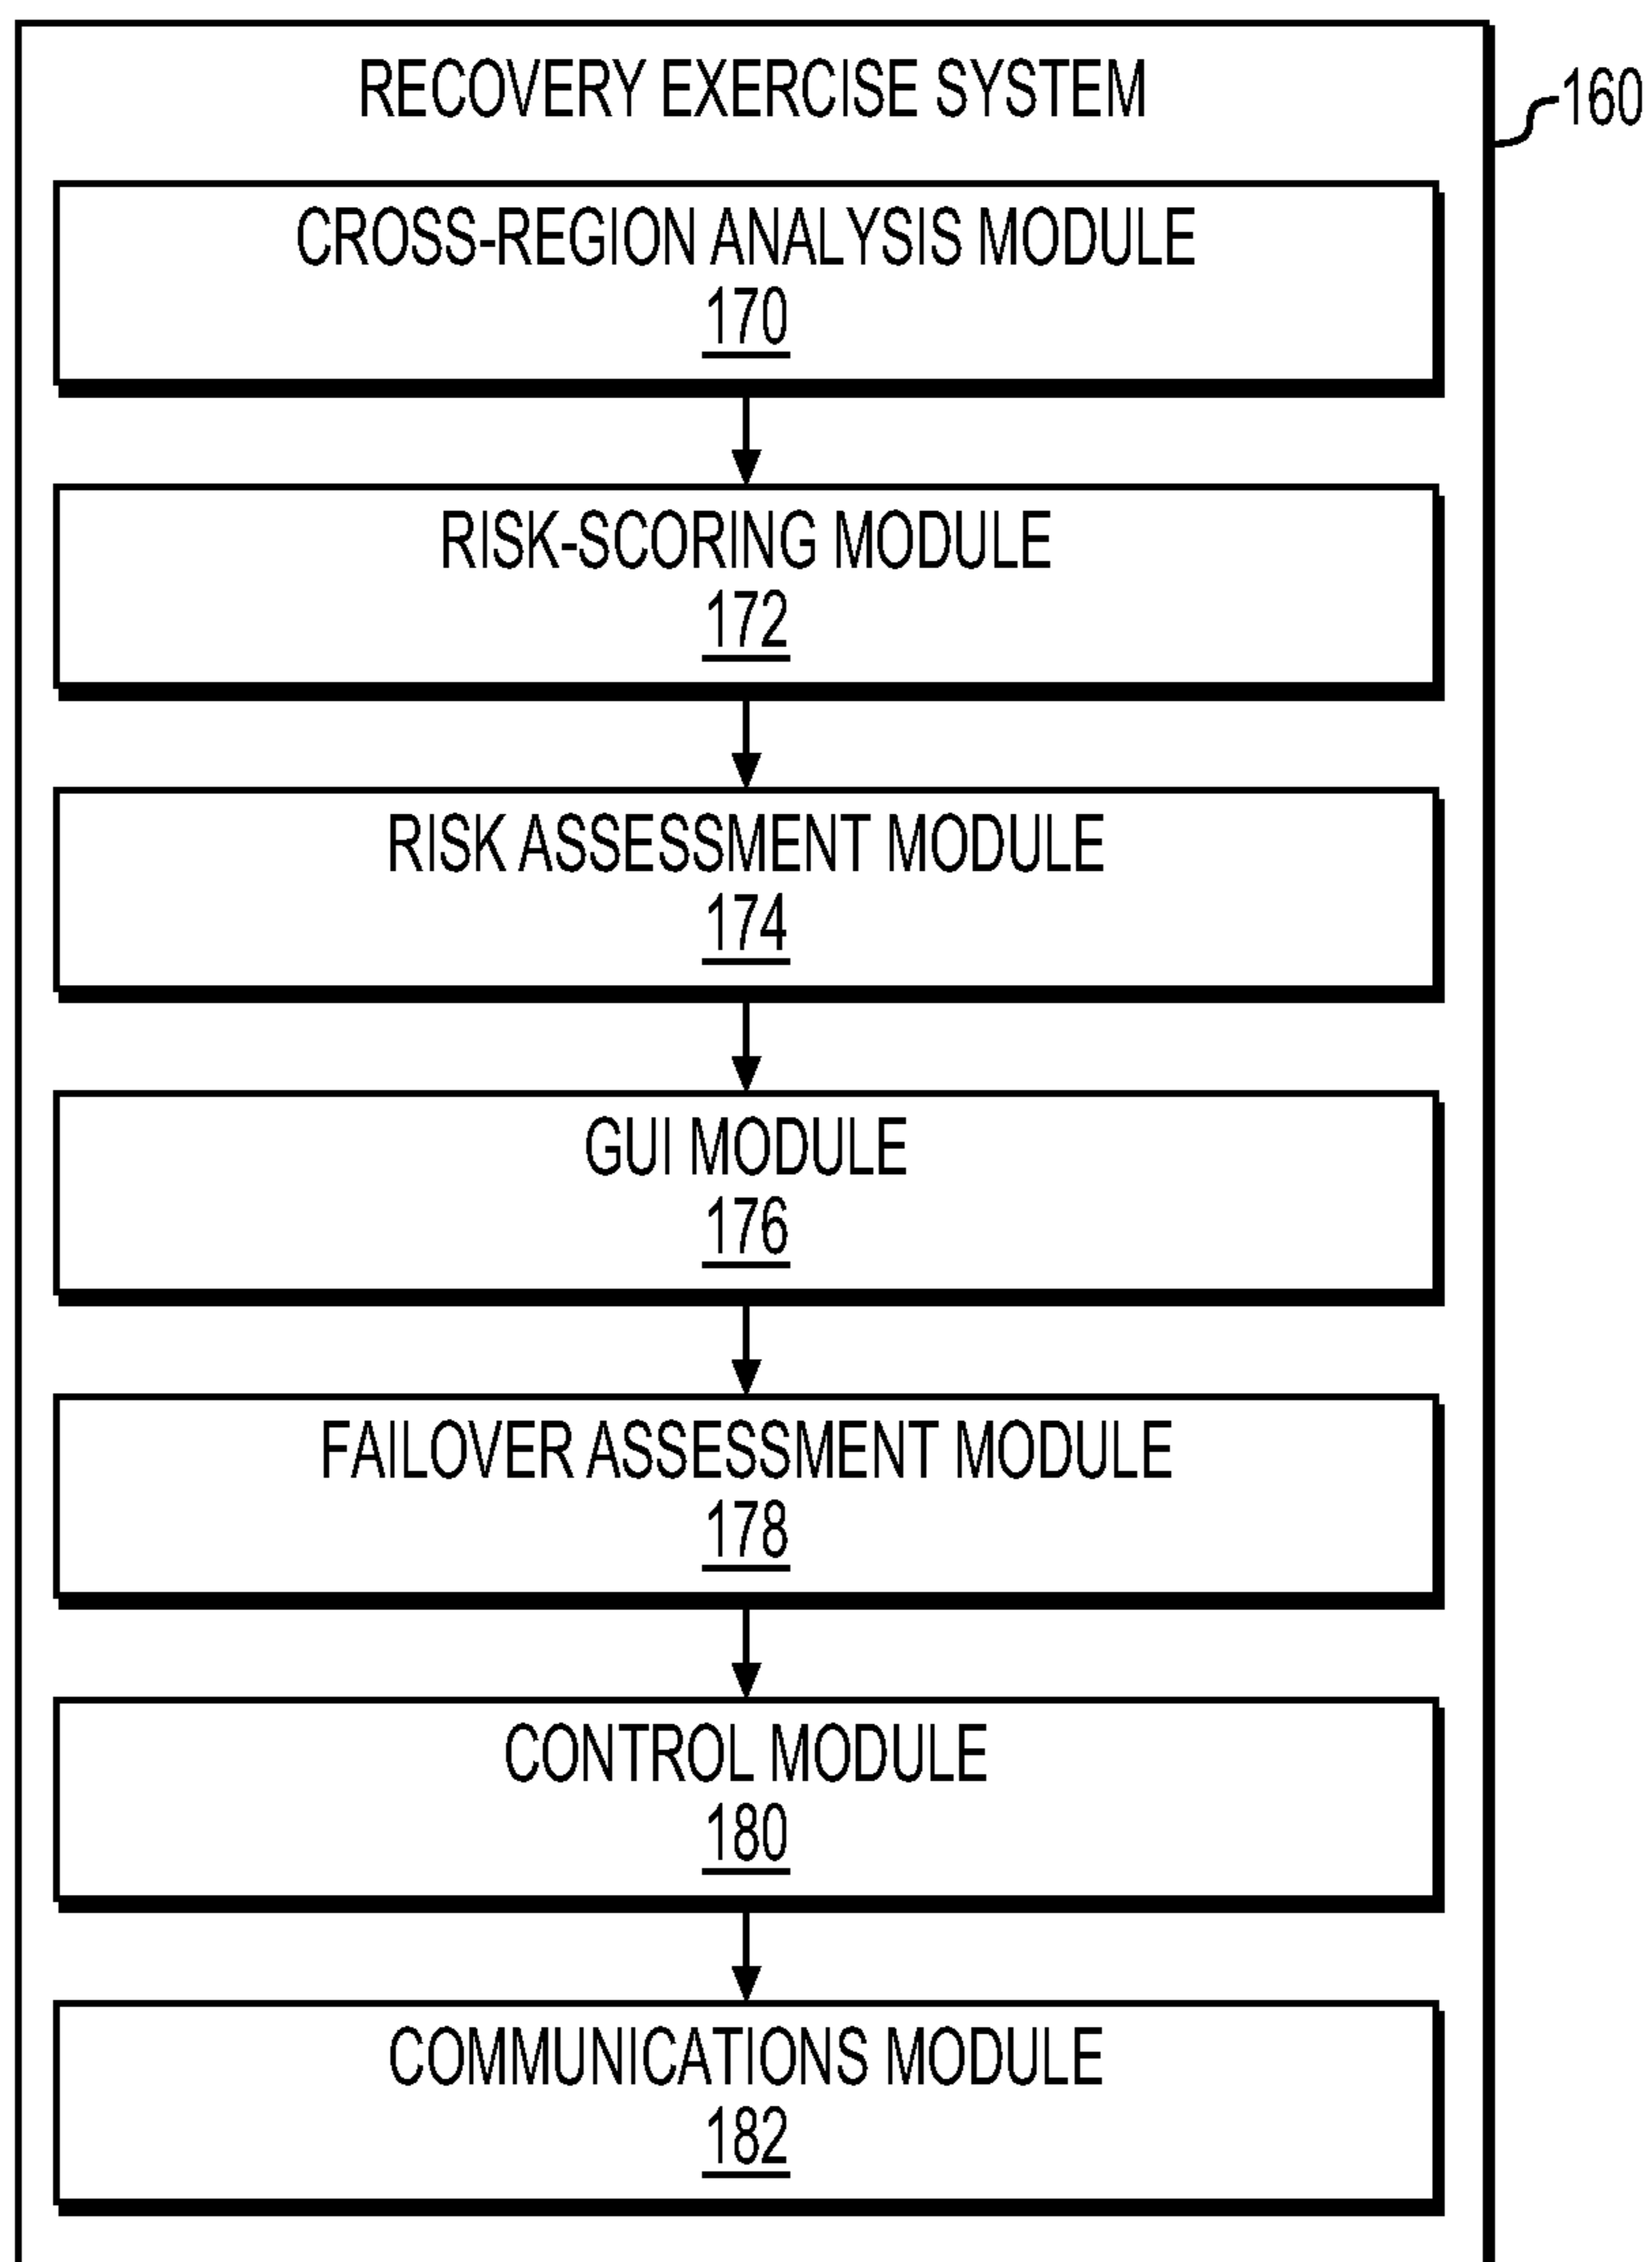 RECOVERY EXERCISE SYSTEM
160
CROSS-REGION ANALYSIS MODULE
170
RISK-SCORING MODULE
172
RISK ASSESSMENT MODULE
174
GUI MODULE
176
FAILOVER ASSESSMENT MODULE
178
CONTROL MODULE
180
COMMUNICATIONS MODULE
182